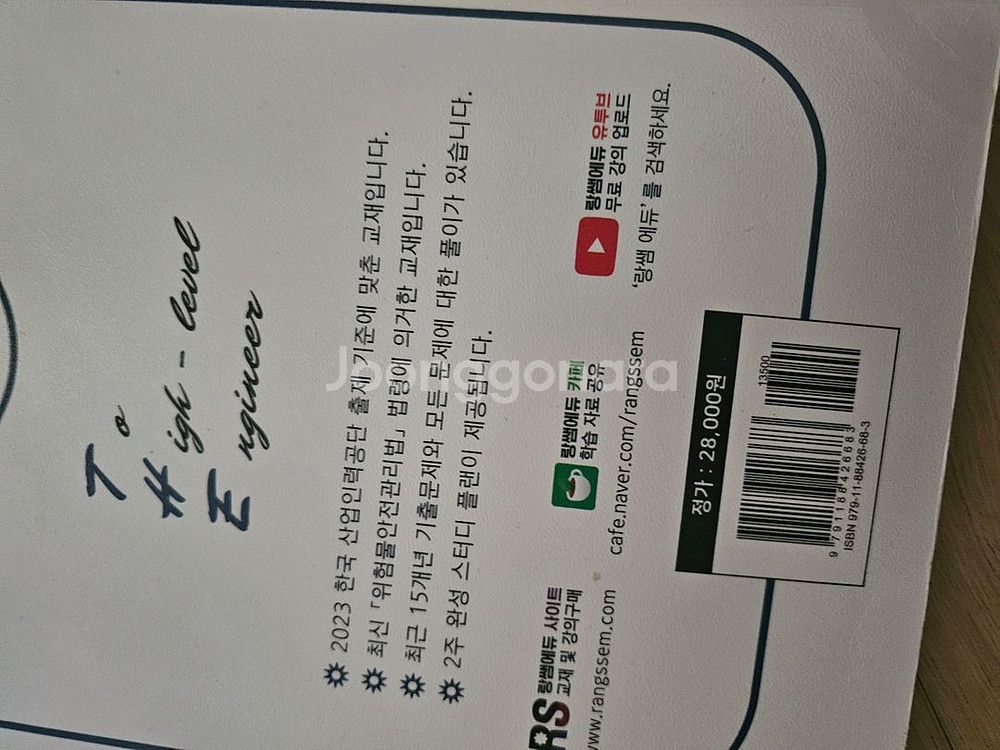 To
High-level
Engineer
2023 한국 산업인력공단 출제 기준에 맞춘 교재입니다.
최신 「위험물안전관리법」 법령에 의거한 교재입니다.
최근 15개년 기출문제와 모든 문제에 대한 풀이가 있습니다.
2주 완성 스터디 플랜이 제공됩니다.
Joonggonara
RS 랑쌤에듀 사이트
교재 및 강의구매
www.rangssem.com
랑쌤에듀 카페
학습 자료 공유
cafe.naver.com/rangssem
랑쌤에듀 유투브
무료 강의 업로드
'랑쌤 에듀'를 검색하세요.
정가 : 28,000원
13500
9 791188 426683
ISBN 979-11-88426-68-3